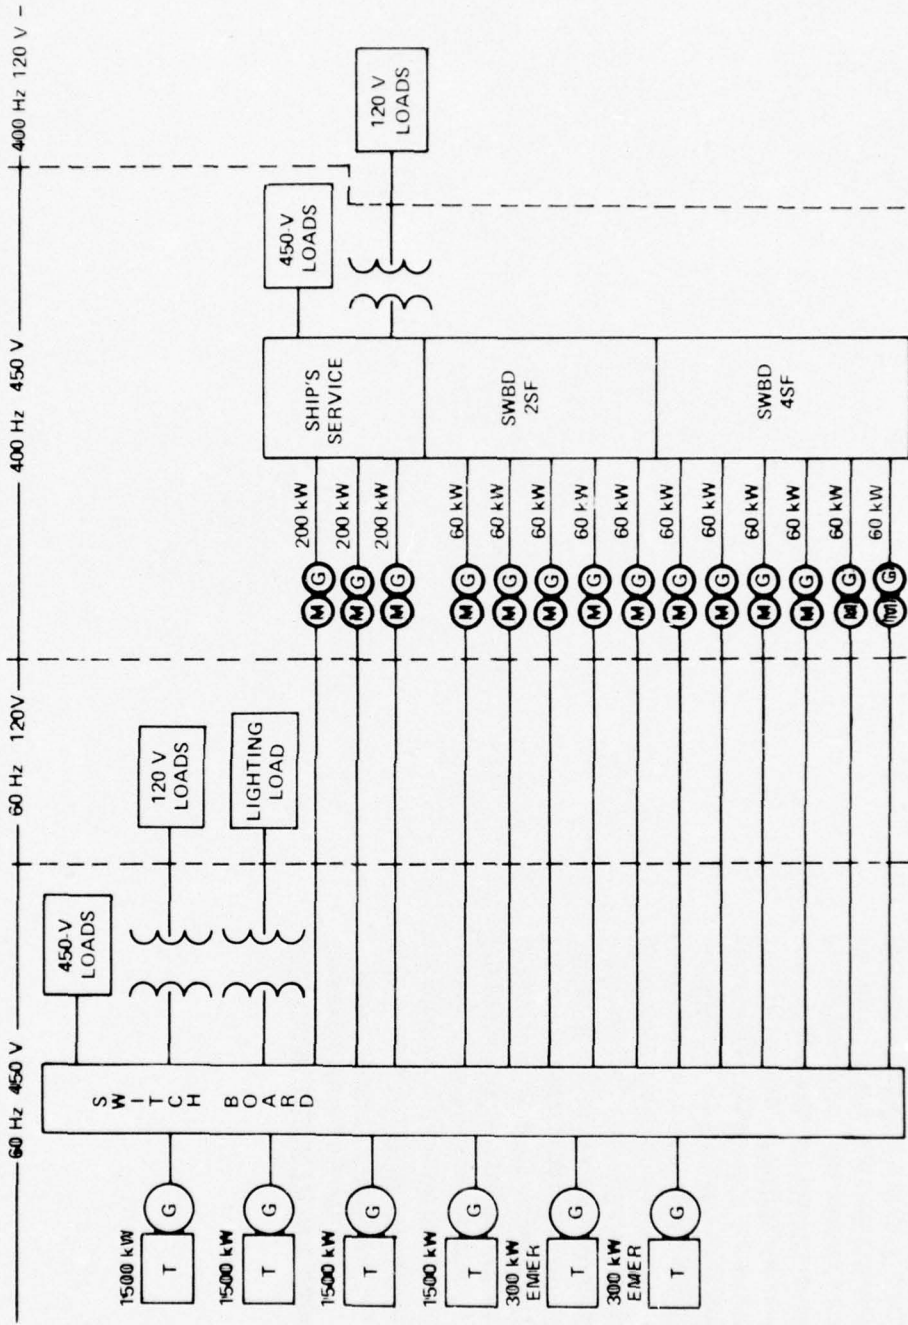 60 Hz 450 V
60 Hz 120V
400 Hz 450 V
400 Hz 120 V
1500 kW
T
G
1500 kW
T
G
1500 kW
T
G
1500 kW
T
G
300 kW
EMER
T
G
300 kW
EMER
T
G
SWITCH BOARD
450-V
LOADS
120 V
LOADS
LIGHTING
LOAD
M G 200 kW
M G 200 kW
M G 200 kW
M G 60 kW
M G 60 kW
M G 60 kW
M G 60 kW
M G 60 kW
M G 60 kW
M G 60 kW
M G 60 kW
M G 60 kW
M G 60 kW
SHIP'S
SERVICE
SWBD
2SF
SWBD
4SF
450-V
LOADS
120 V
LOADS